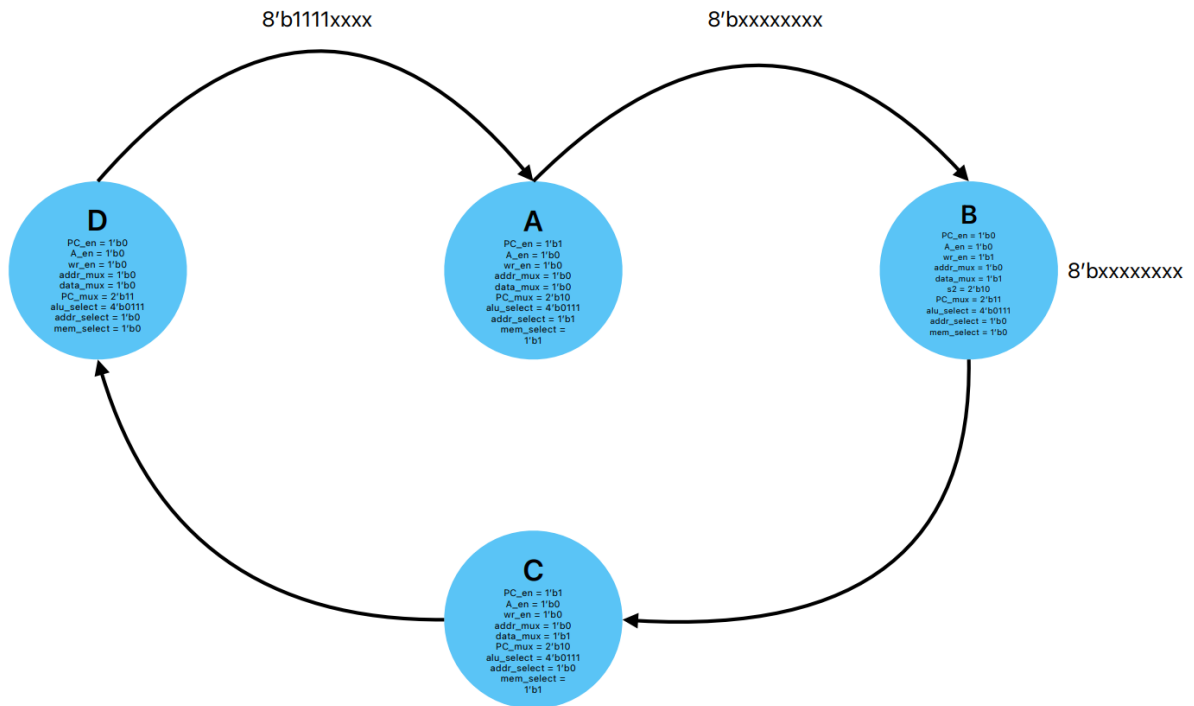 8'b1111xxxx
8'bxxxxxxxx
D
PC_en = 1'b0
A_en = 1'b0
wr_en = 1'b0
addr_mux = 1'b0
data_mux = 1'b0
PC_mux = 2'b11
alu_select = 4'b0111
addr_select = 1'b0
mem_select = 1'b0
A
PC_en = 1'b1
A_en = 1'b0
wr_en = 1'b0
addr_mux = 1'b0
data_mux = 1'b0
PC_mux = 2'b10
alu_select = 4'b0111
addr_select = 1'b1
mem_select =
1'b1
B
PC_en = 1'b0
A_en = 1'b0
wr_en = 1'b1
addr_mux = 1'b0
data_mux = 1'b1
s2 = 2'b10
PC_mux = 2'b11
alu_select = 4'b0111
addr_select = 1'b0
mem_select = 1'b0
8'bxxxxxxxx
C
PC_en = 1'b1
A_en = 1'b0
wr_en = 1'b0
addr_mux = 1'b0
data_mux = 1'b1
PC_mux = 2'b10
alu_select = 4'b0111
addr_select = 1'b0
mem_select =
1'b1